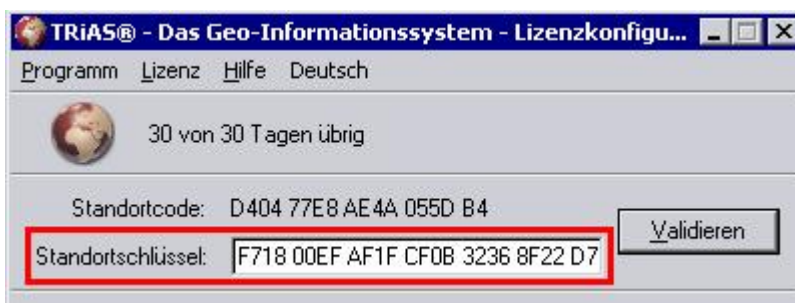 TRiAS® - Das Geo-Informationssystem - Lizenzkonfigu...
Programm Lizenz Hilfe Deutsch
30 von 30 Tagen übrig
Standortcode: D404 77E8 AE4A 055D B4
Validieren
Standortschlüssel: F718 00EF AF1F CF0B 3236 8F22 D7